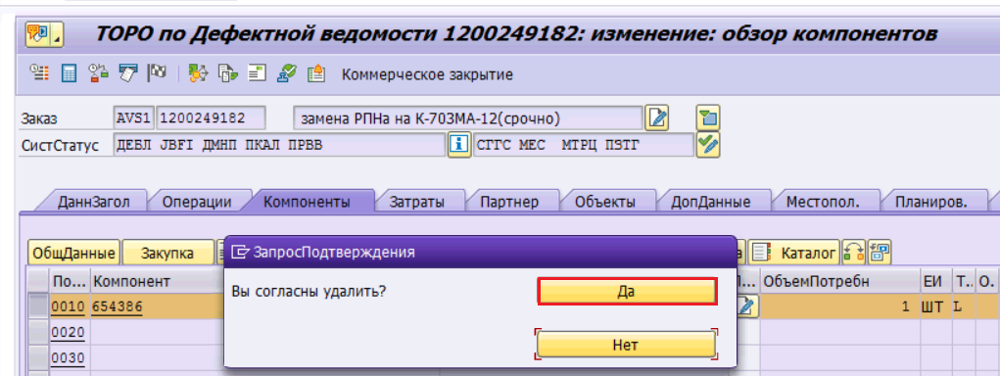 ТОРО по Дефектной ведомости 1200249182: изменение: обзор компонентов
Коммерческое закрытие
Заказ AVS1 1200249182 замена РПНа на К-703МА-12(срочно)
СистСтатус ДЕБЛ JBFI ДМНП ПКАЛ ПРВВ СТГС МЕС МТРЦ ПЗТГ
ДаннЗагол Операции Компоненты Затраты Партнер Объекты ДопДанные Местопол. Планиров.
ОбщДанные Закупка Каталог
ЗапросПодтверждения
По... Компонент ОбъемПотребн ЕИ Т.. О.
Вы согласны удалить? Да
0010 654386 1 ШТ L
0020
Нет
0030